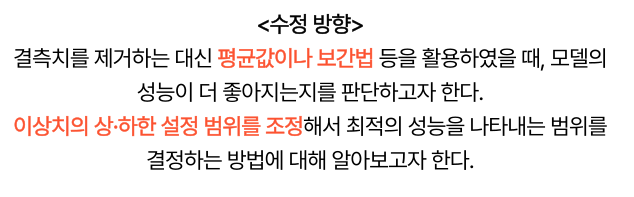 <수정 방향>
결측치를 제거하는 대신 평균값이나 보간법 등을 활용하였을 때, 모델의
성능이 더 좋아지는지를 판단하고자 한다.
이상치의 상·하한 설정 범위를 조정해서 최적의 성능을 나타내는 범위를
결정하는 방법에 대해 알아보고자 한다.